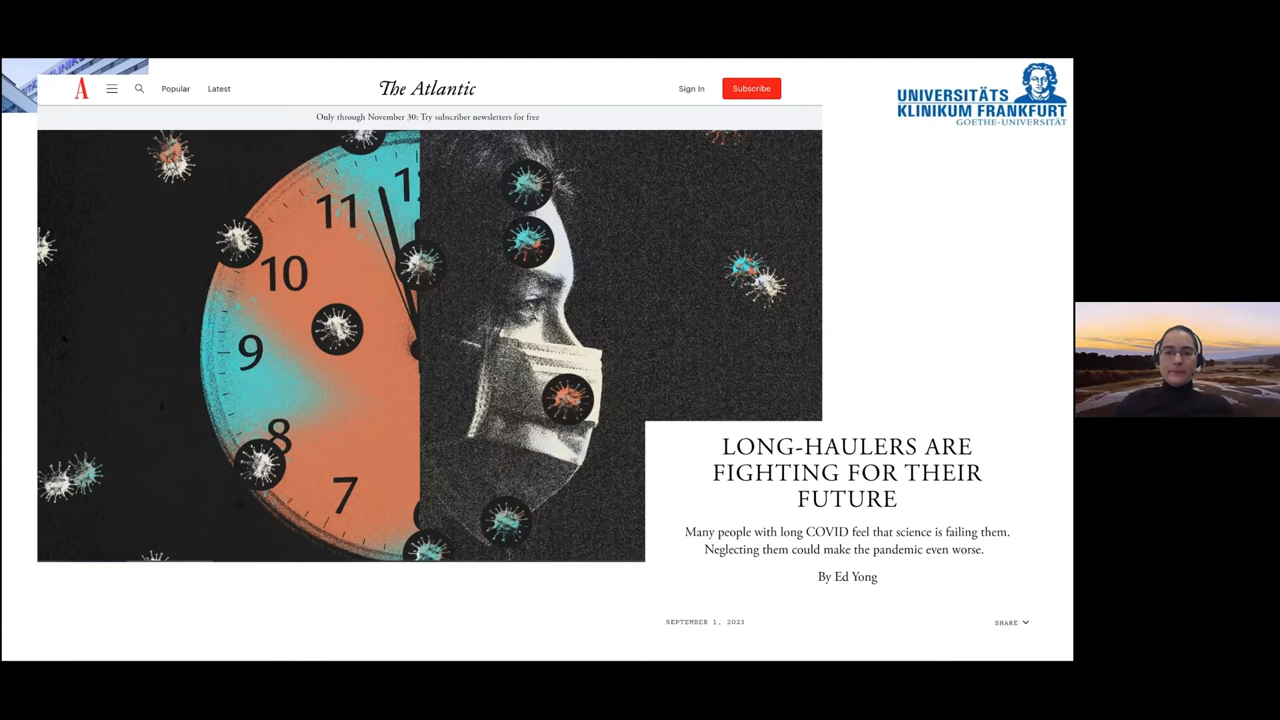 Popular
Latest
The Atlantic
Sign In
Subscribe
UNIVERSITÄTS
KLINIKUM FRANKFURT
GOETHE-UNIVERSITÄT
Only through November 30: Try subscriber newsletters for free
11
10
9
8
7
LONG-HAULERS ARE
FIGHTING FOR THEIR
FUTURE
Many people with long COVID feel that science is failing them.
Neglecting them could make the pandemic even worse.
By Ed Yong
SEPTEMBER 1, 2021
SHARE